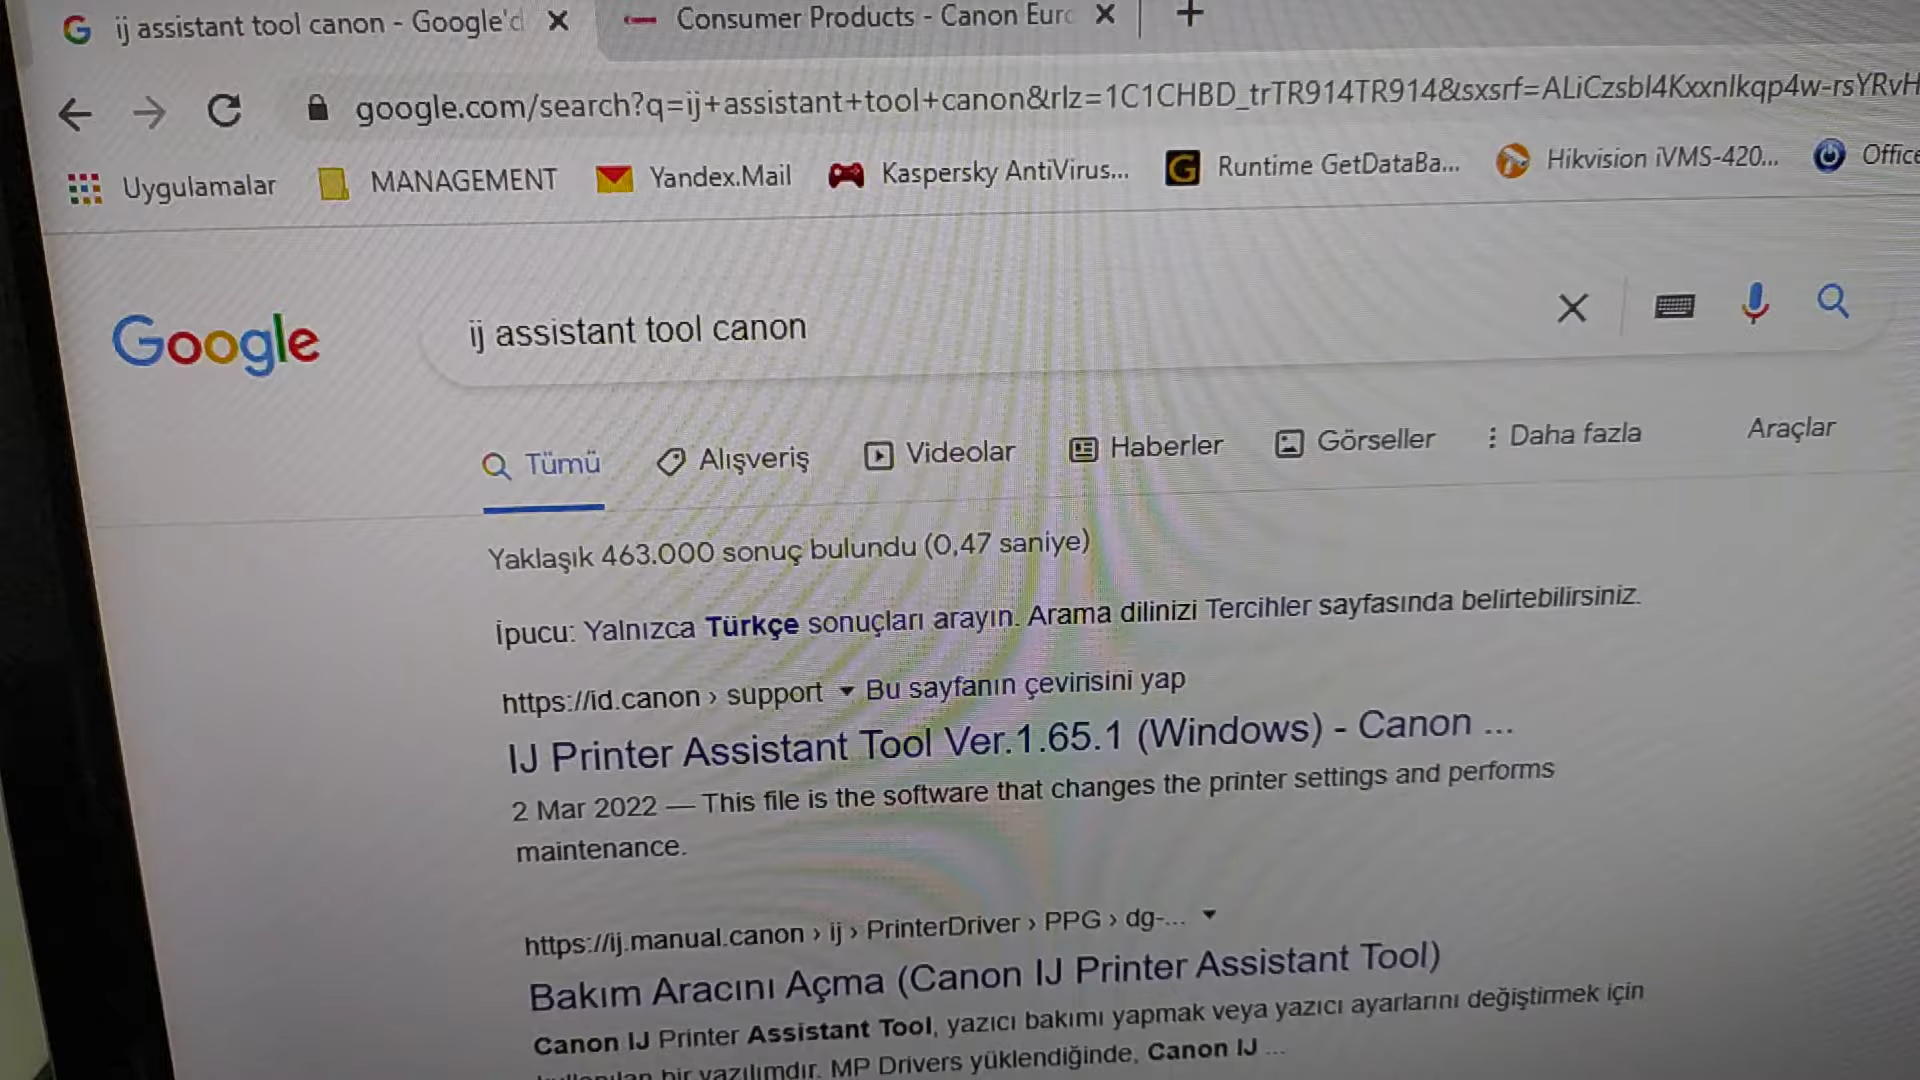 ij assistant tool canon - Google'd
Consumer Products - Canon Euro
google.com/search?q=ij+assistant+tool+canon&rlz=1C1CHBD_trTR914TR914&sxsrf=ALiCzsbl4KxxnIkqp4w-rsYRvH
Uygulamalar MANAGEMENT Yandex.Mail Kaspersky AntiVirus... Runtime GetDataBa... Hikvision iVMS-420... Office
Google
ij assistant tool canon
Tümü Alışveriş Videolar Haberler Görseller Daha fazla Araçlar
Yaklaşık 463.000 sonuç bulundu (0,47 saniye)
İpucu: Yalnızca Türkçe sonuçları arayın. Arama dilinizi Tercihler sayfasında belirtebilirsiniz.
https://id.canon › support Bu sayfanın çevirisini yap
IJ Printer Assistant Tool Ver.1.65.1 (Windows) - Canon ...
2 Mar 2022 — This file is the software that changes the printer settings and performs
maintenance.
https://ij.manual.canon › ij › PrinterDriver › PPG › dg-...
Bakım Aracını Açma (Canon IJ Printer Assistant Tool)
Canon IJ Printer Assistant Tool, yazıcı bakımı yapmak veya yazıcı ayarlarını değiştirmek için
kullanılan bir yazılımdır. MP Drivers yüklendiğinde, Canon IJ ...